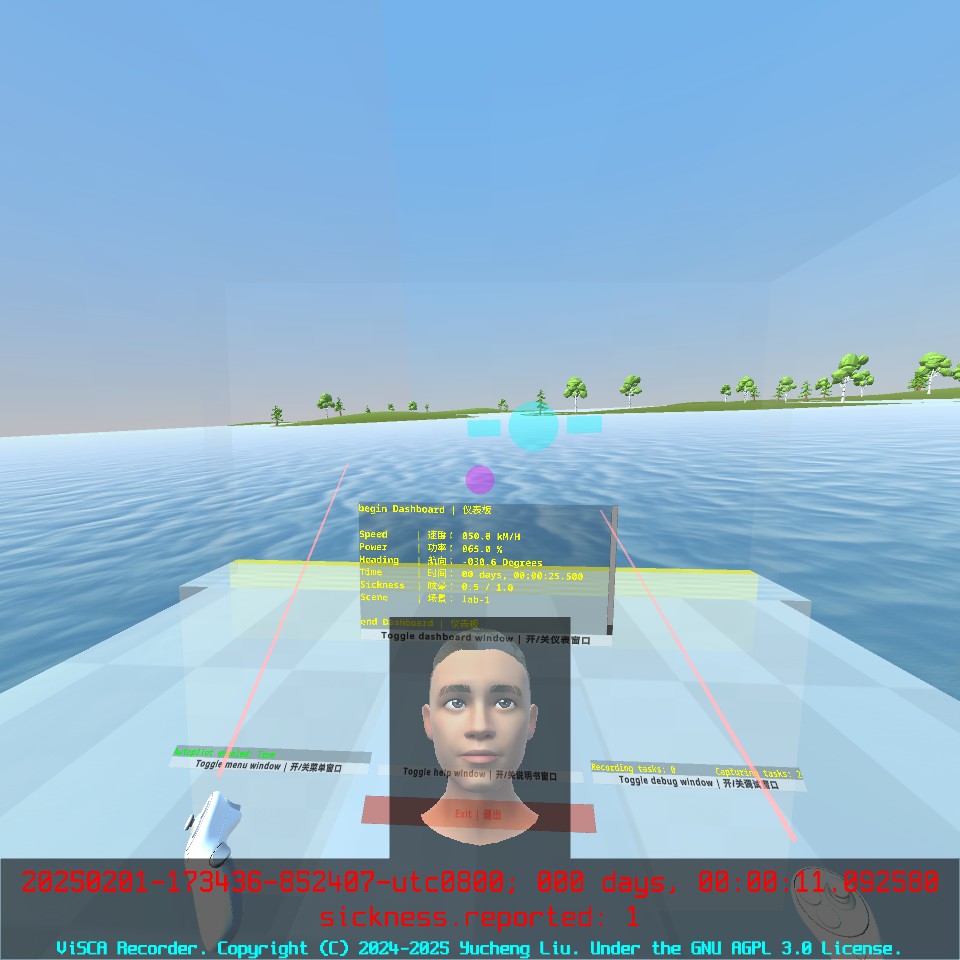 begin Dashboard | 仪表板
Speed | 速度： 050.0 kM/H
Power | 功率： 065.0 %
Heading | 航向： -030.6 Degrees
Time | 时间： 00 days, 00:00:25.500
Sickness | 眩晕： 0.5 / 1.0
Scene | 场景： lab-1
end Dashboard | 仪表板
Toggle dashboard window | 开/关仪表窗口
Autopilot enabled: true
Toggle menu window | 开/关菜单窗口
Toggle help window | 开/关说明书窗口
Recording tasks: 0 Capturing tasks: 2
Toggle debug window | 开/关调试窗口
Exit | 退出
20250201-173436-852407-utc0800; 000 days, 00:00:11.092580
sickness.reported: 1
ViSCA Recorder. Copyright (C) 2024-2025 Yucheng Liu. Under the GNU AGPL 3.0 License.